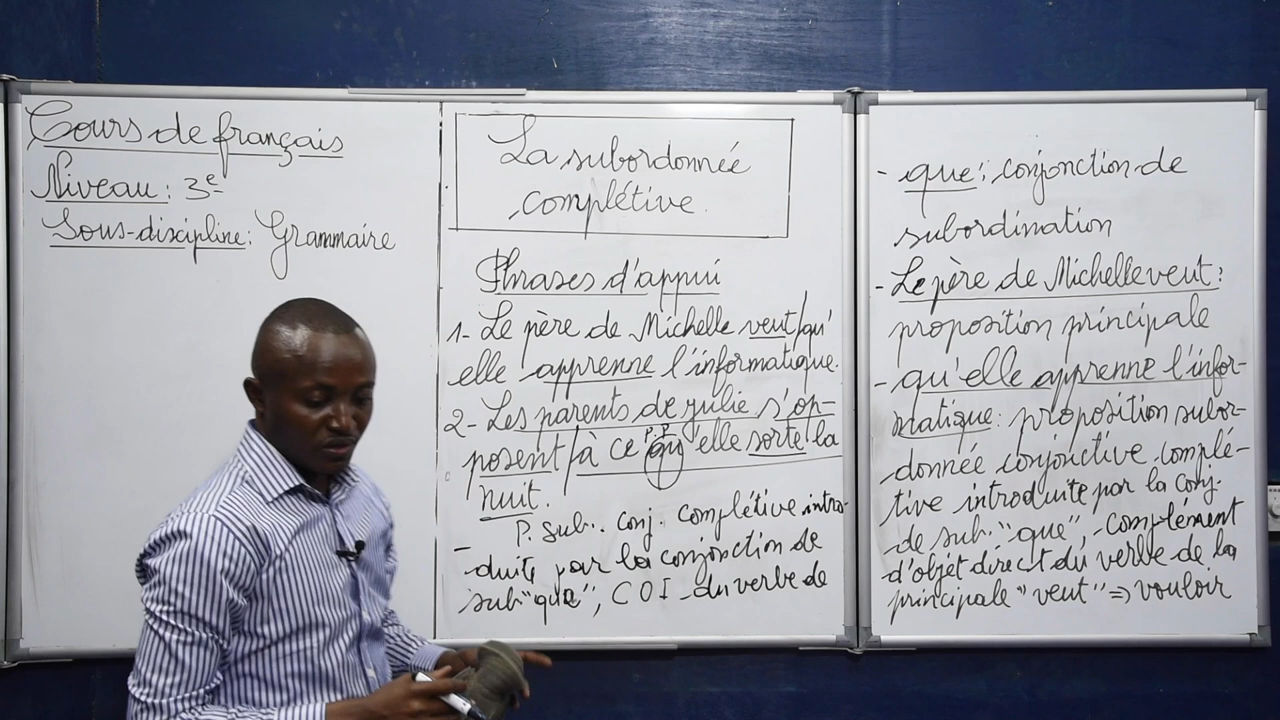 Cours de français
Niveau: 3e
Sous-discipline: Grammaire
La subordonnée
complétive.
Phrases d'appui
1- Le père de Michelle veut/qu'
elle apprenne l'informatique.
2- Les parents de julie s'op-
posent/à ce qu'elle sorte la
P.P
nuit.
- P. Sub. conj. complétive intro-
duite par la conjonction de
sub "que", COI du verbe de
- que: conjonction de
subordination
- Le père de Michelle veut:
proposition principale
- qu'elle apprenne l'infor-
matique: proposition subor-
donnée conjonctive complé-
tive introduite par la conj.
de sub. "que", complément
d'objet direct du verbe de la
principale "veut" => vouloir